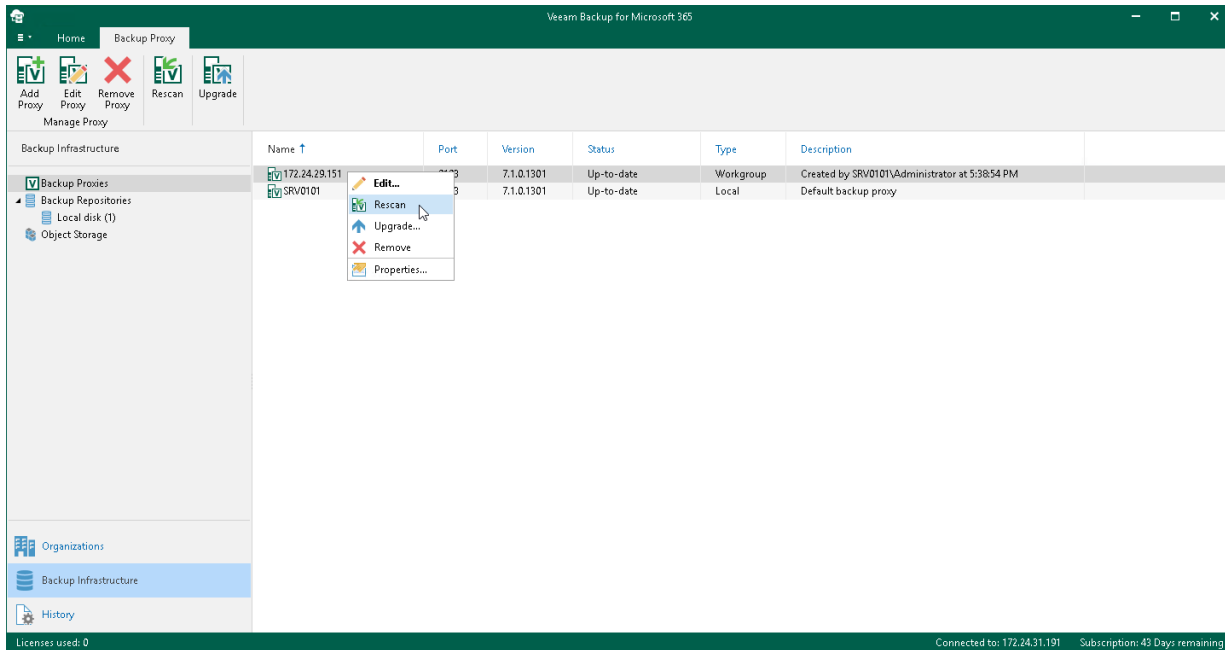 Veeam Backup for Microsoft 365
Home Backup Proxy
Add Proxy
Edit Proxy
Remove Proxy
Rescan
Upgrade
Manage Proxy
Backup Infrastructure
Backup Proxies
Backup Repositories
Local disk (1)
Object Storage
Name Port Version Status Type Description
172.24.29.151 7.1.0.1301 Up-to-date Workgroup Created by SRV0101\Administrator at 5:38:54 PM
SRV0101 7.1.0.1301 Up-to-date Local Default backup proxy
Edit...
Rescan
Upgrade...
Remove
Properties...
Organizations
Backup Infrastructure
History
Licenses used: 0 Connected to: 172.24.31.191 Subscription: 43 Days remaining